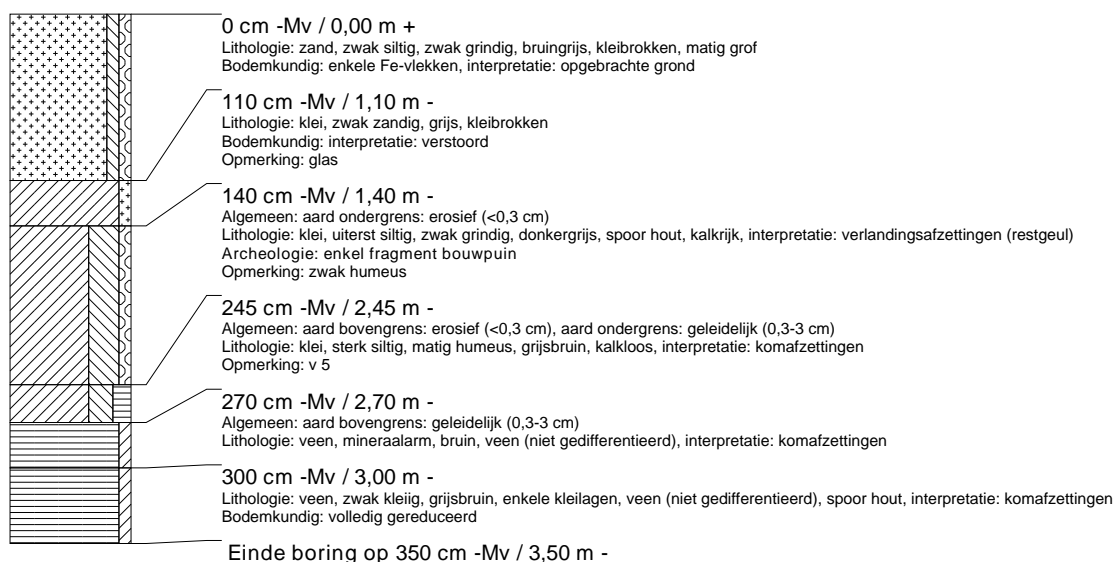 0 cm -Mv / 0,00 m +
Lithologie: zand, zwak siltig, zwak grindig, bruingrijs, kleibrokken, matig grof
Bodemkundig: enkele Fe-vlekken, interpretatie: opgebrachte grond
110 cm -Mv / 1,10 m -
Lithologie: klei, zwak zandig, grijs, kleibrokken
Bodemkundig: interpretatie: verstoord
Opmerking: glas
140 cm -Mv / 1,40 m -
Algemeen: aard ondergrens: erosief (<0,3 cm)
Lithologie: klei, uiterst siltig, zwak grindig, donkergrijs, spoor hout, kalkrijk, interpretatie: verlandingsafzettingen (restgeul)
Archeologie: enkel fragment bouwpuin
Opmerking: zwak humeus
245 cm -Mv / 2,45 m -
Algemeen: aard bovengrens: erosief (<0,3 cm), aard ondergrens: geleidelijk (0,3-3 cm)
Lithologie: klei, sterk siltig, matig humeus, grijsbruin, kalkloos, interpretatie: komafzettingen
Opmerking: v 5
270 cm -Mv / 2,70 m -
Algemeen: aard bovengrens: geleidelijk (0,3-3 cm)
Lithologie: veen, mineraalarm, bruin, veen (niet gedifferentieerd), interpretatie: komafzettingen
300 cm -Mv / 3,00 m -
Lithologie: veen, zwak kleiig, grijsbruin, enkele kleilagen, veen (niet gedifferentieerd), spoor hout, interpretatie: komafzettingen
Bodemkundig: volledig gereduceerd
Einde boring op 350 cm -Mv / 3,50 m -